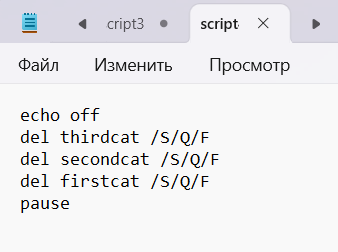 cript3
script
Файл
Изменить
Просмотр
echo off
del thirdcat /S/Q/F
del secondcat /S/Q/F
del firstcat /S/Q/F
pause